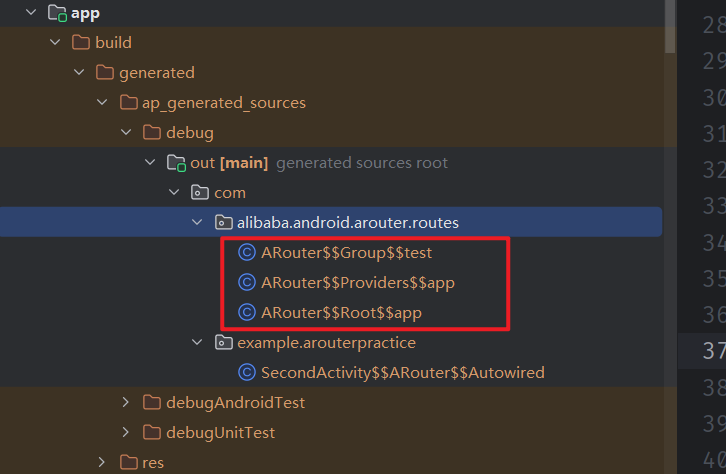 app
build
generated
ap_generated_sources
debug
out [main] generated sources root
com
alibaba.android.arouter.routes
ARouter$$Group$$test
ARouter$$Providers$$app
ARouter$$Root$$app
example.arouterpractice
SecondActivity$$ARouter$$Autowired
debugAndroidTest
debugUnitTest
res
28
29
30
31
32
33
34
35
36
37
38
39
40